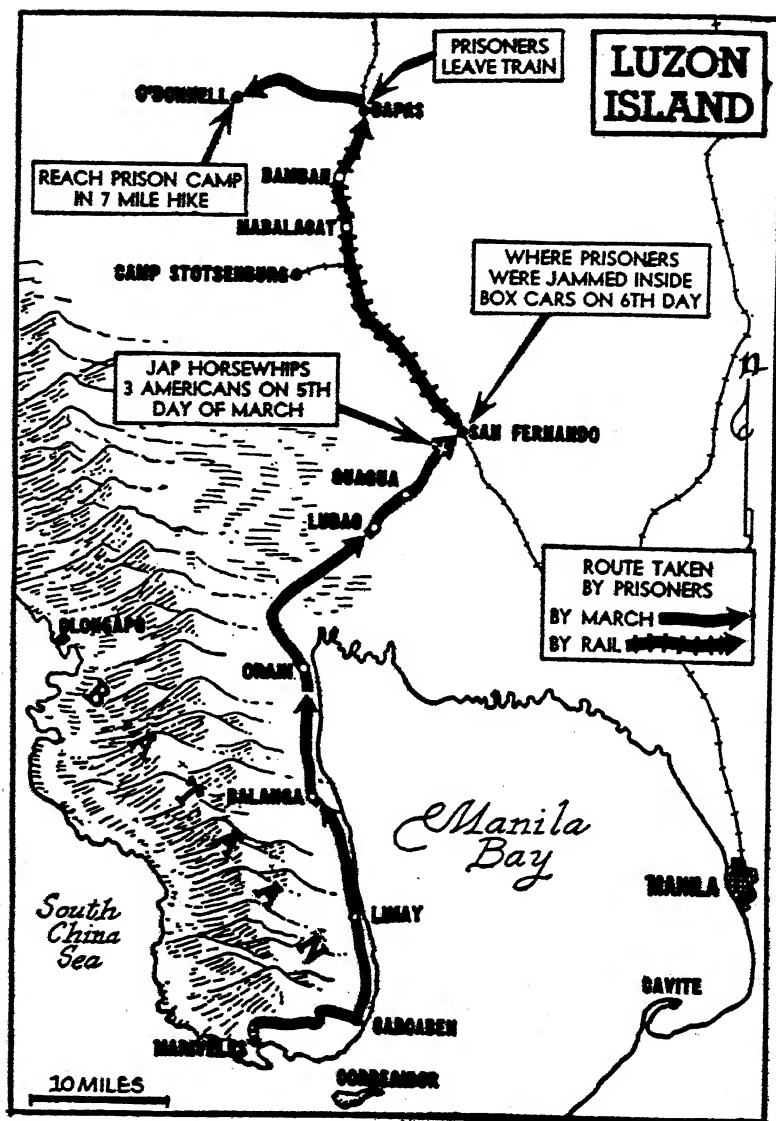 PRISONERS
LEAVE TRAIN
LUZON
ISLAND
O'DONNELL
CAPAS
REACH PRISON CAMP
IN 7 MILE HIKE
BAMBAN
MABALACAT
CAMP STOTSENBURG
WHERE PRISONERS
WERE JAMMED INSIDE
BOX CARS ON 6TH DAY
JAP HORSEWHIPS
3 AMERICANS ON 5TH
DAY OF MARCH
n
SAN FERNANDO
GUAGUA
LUBAO
ROUTE TAKEN
BY PRISONERS
BY MARCH
BY RAIL
OLONGAPO
ORANI
BATAAN
BALANGA
Manila
Bay
MANILA
South
China
Sea
LIMAY
CAVITE
CABCABEN
MARIVELES
CORREGIDOR
10 MILES